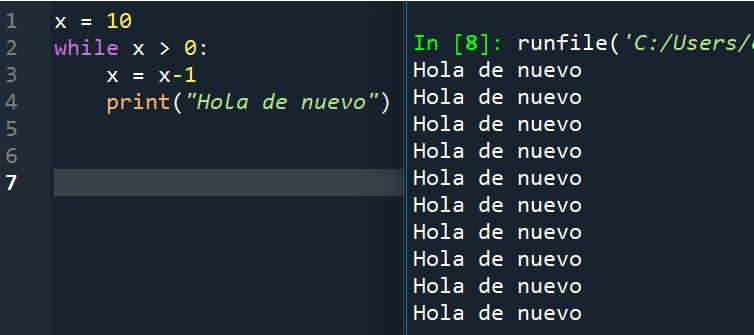 1 x = 10
2 while x > 0:
3     x = x-1
4     print("Hola de nuevo")
5
6
7
In [8]: runfile('C:/Users/
Hola de nuevo
Hola de nuevo
Hola de nuevo
Hola de nuevo
Hola de nuevo
Hola de nuevo
Hola de nuevo
Hola de nuevo
Hola de nuevo
Hola de nuevo